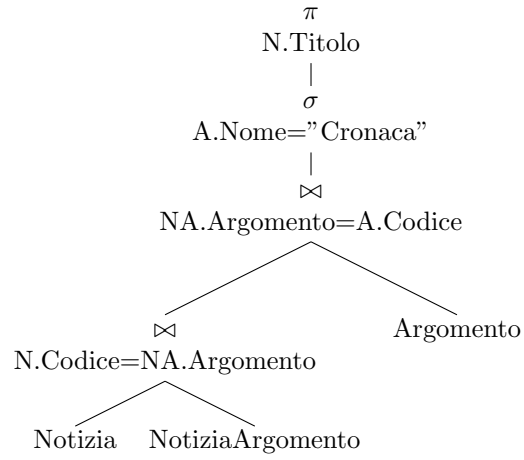 π
N.Titolo
σ
A.Nome=”Cronaca”
⋈
NA.Argomento=A.Codice
⋈
Argomento
N.Codice=NA.Argomento
Notizia NotiziaArgomento